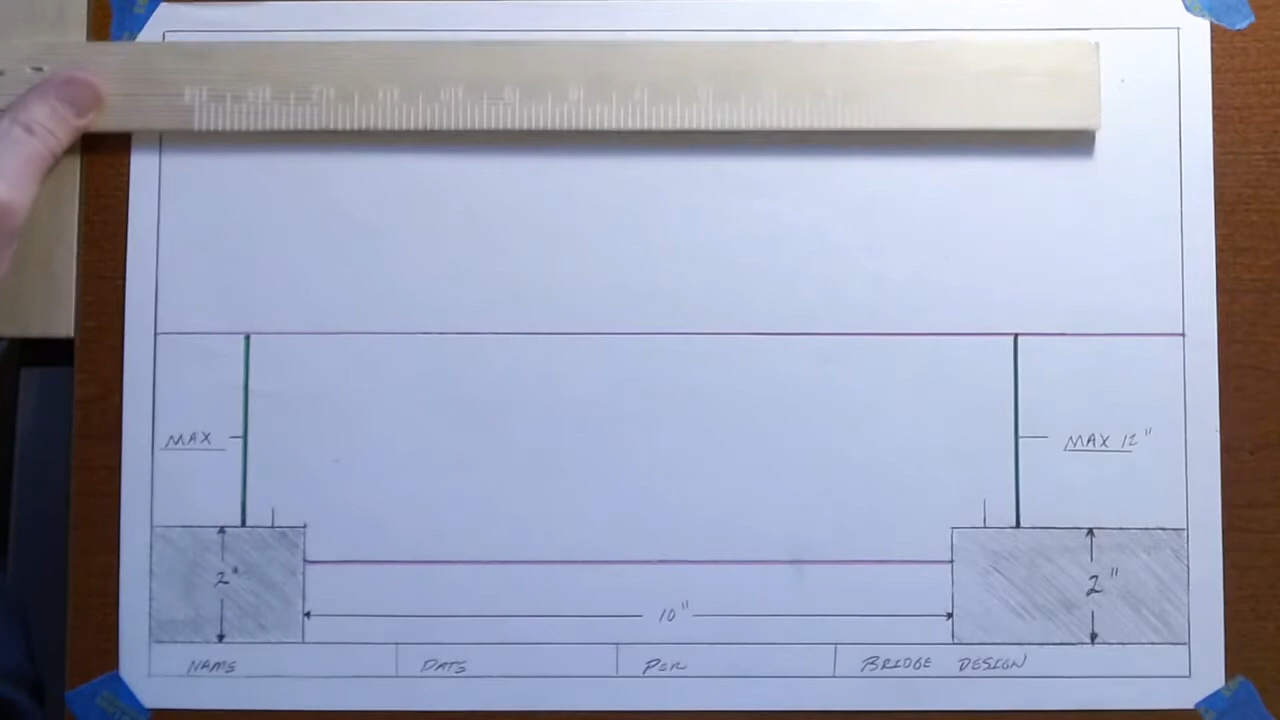 MAX
MAX 12"
2"
2"
10"
NAME
DATE
PER
BRIDGE DESIGN